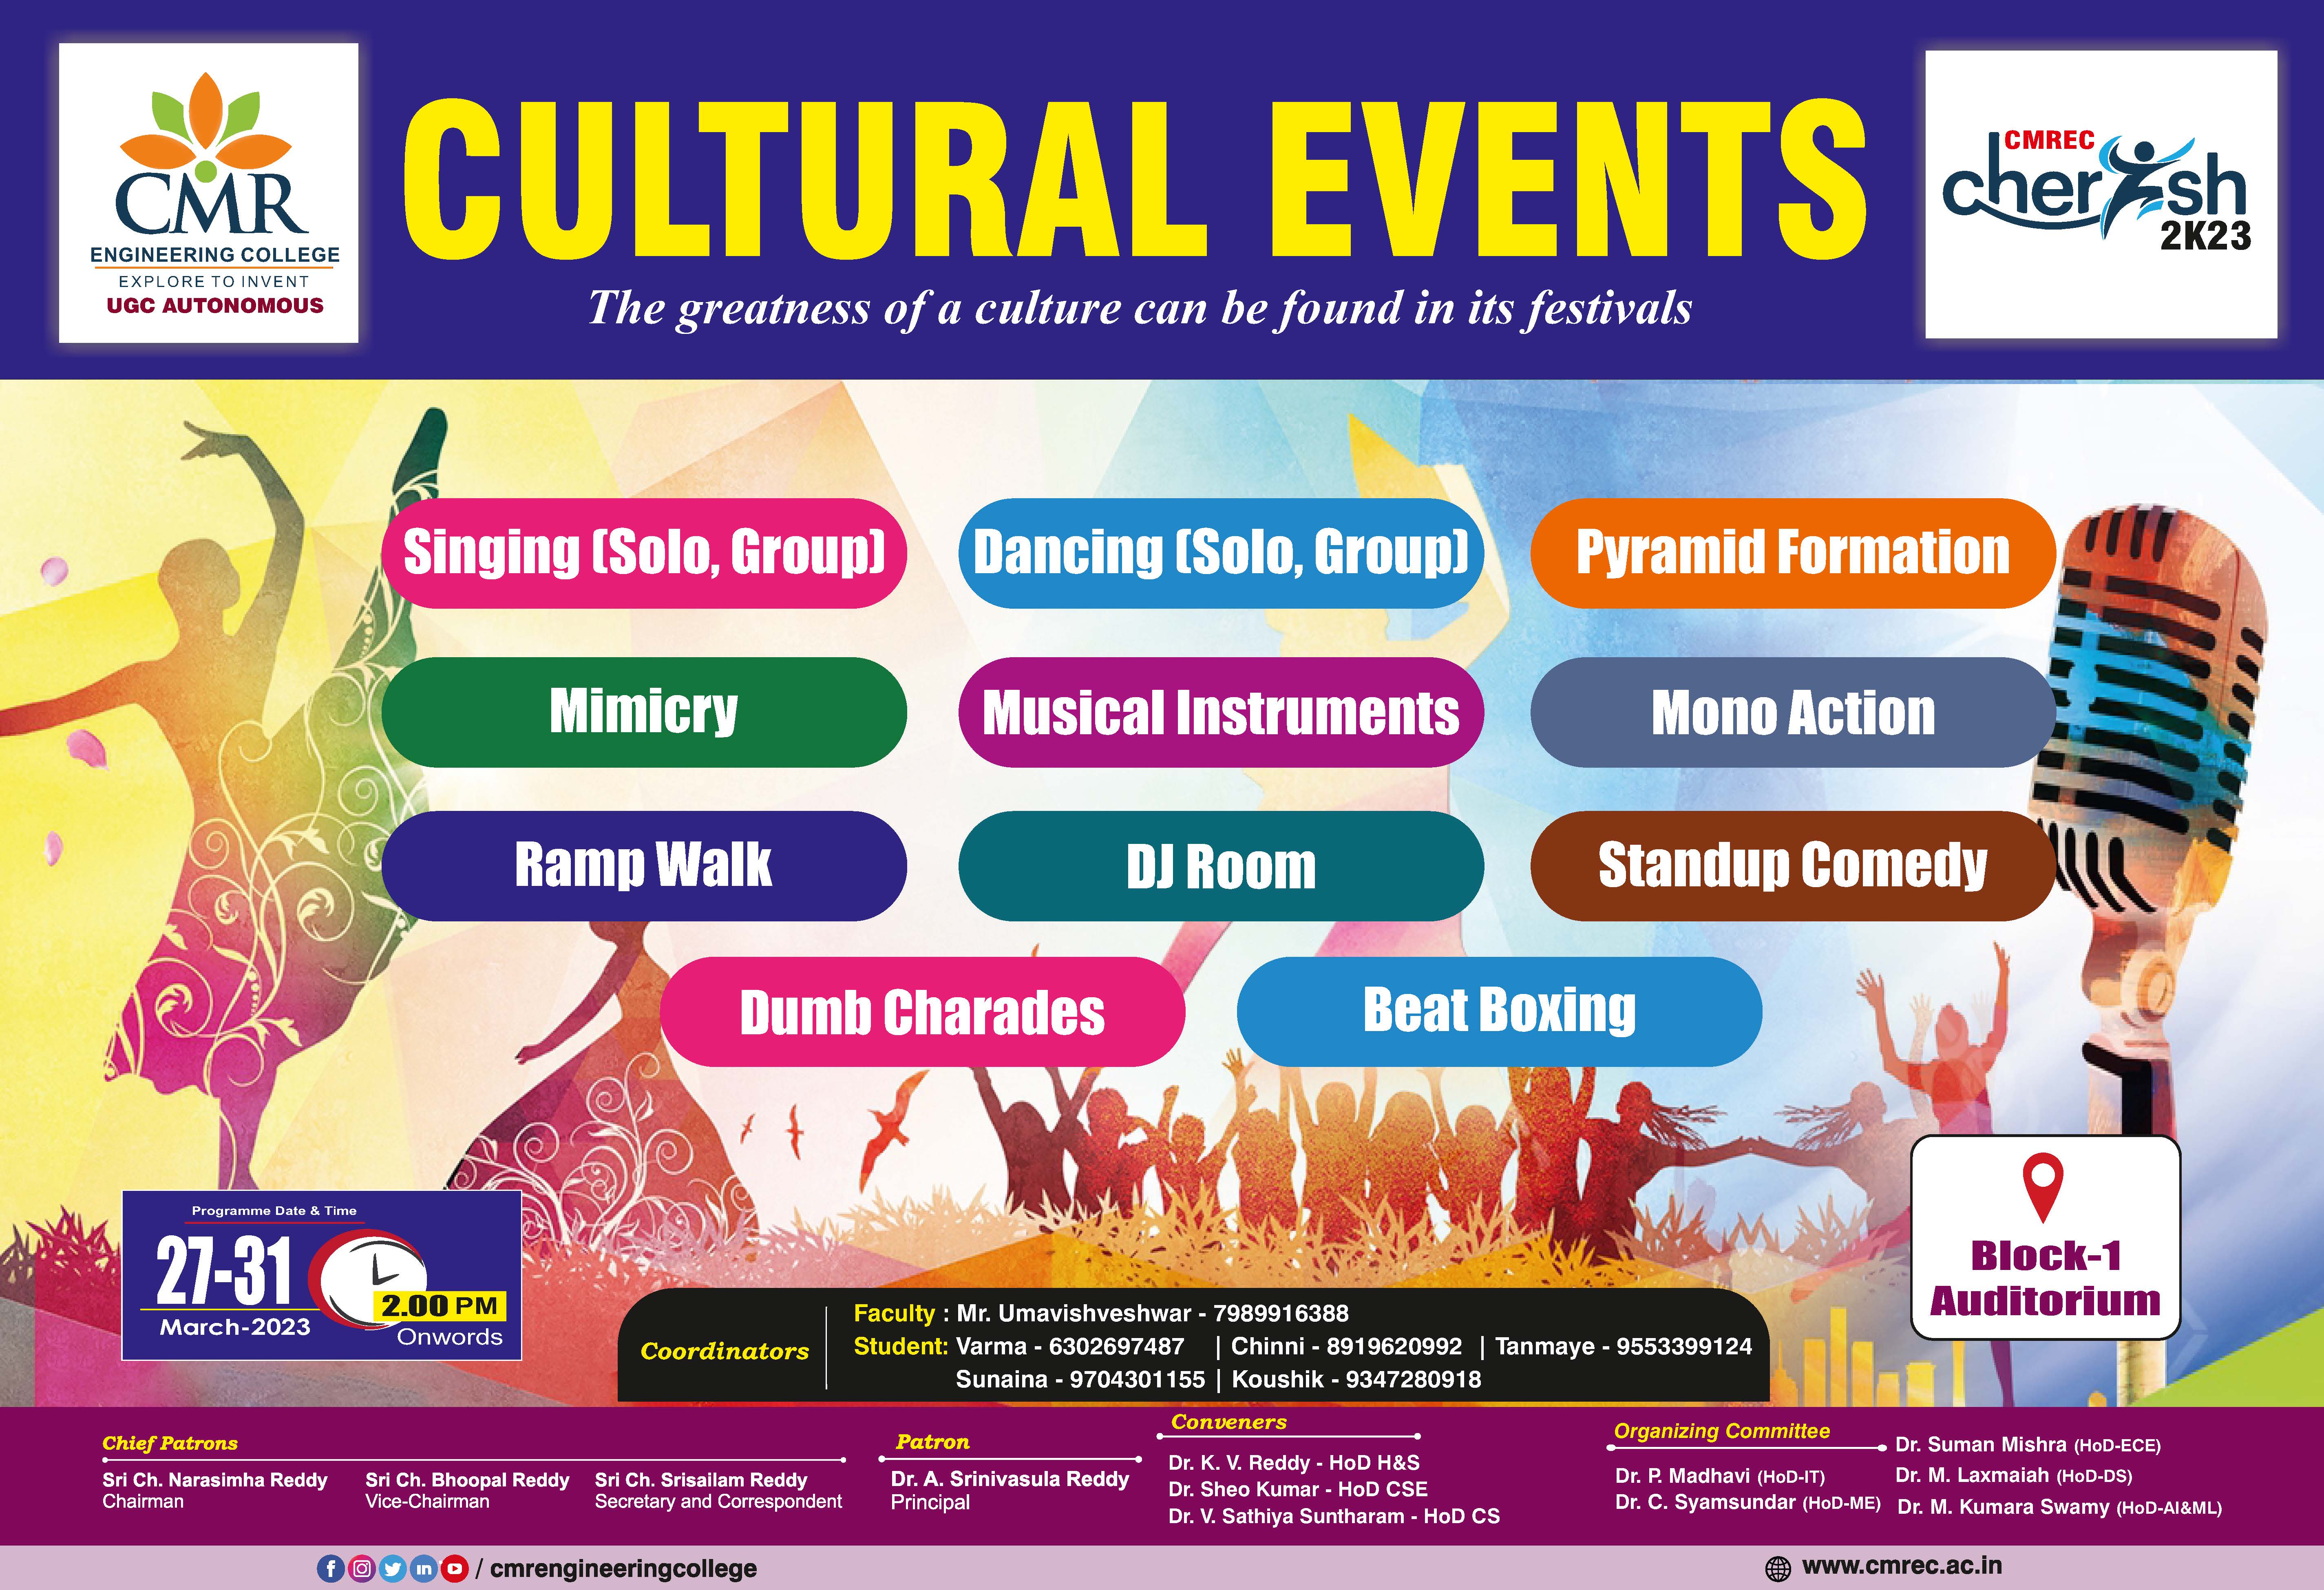 CMR
ENGINEERING COLLEGE
EXPLORE TO INVENT
UGC AUTONOMOUS
CULTURAL EVENTS
The greatness of a culture can be found in its festivals
CMREC
cherish
2K23
Singing (Solo, Group)
Dancing (Solo, Group)
Pyramid Formation
Mimicry
Musical Instruments
Mono Action
Ramp Walk
DJ Room
Standup Comedy
Dumb Charades
Beat Boxing
Programme Date & Time
27-31
March-2023
2.00 PM
Onwords
Block-1
Auditorium
Coordinators
Faculty : Mr. Umavishveshwar - 7989916388
Student: Varma - 6302697487 | Chinni - 8919620992 | Tanmaye - 9553399124
Sunaina - 9704301155 | Koushik - 9347280918
Chief Patrons
Sri Ch. Narasimha Reddy
Chairman
Sri Ch. Bhoopal Reddy
Vice-Chairman
Sri Ch. Srisailam Reddy
Secretary and Correspondent
Patron
Dr. A. Srinivasula Reddy
Principal
Conveners
Dr. K. V. Reddy - HoD H&S
Dr. Sheo Kumar - HoD CSE
Dr. V. Sathiya Suntharam - HoD CS
Organizing Committee
Dr. P. Madhavi (HoD-IT)
Dr. C. Syamsundar (HoD-ME)
Dr. Suman Mishra (HoD-ECE)
Dr. M. Laxmaiah (HoD-DS)
Dr. M. Kumara Swamy (HoD-AI&ML)
/ cmrengineeringcollege
www.cmrec.ac.in